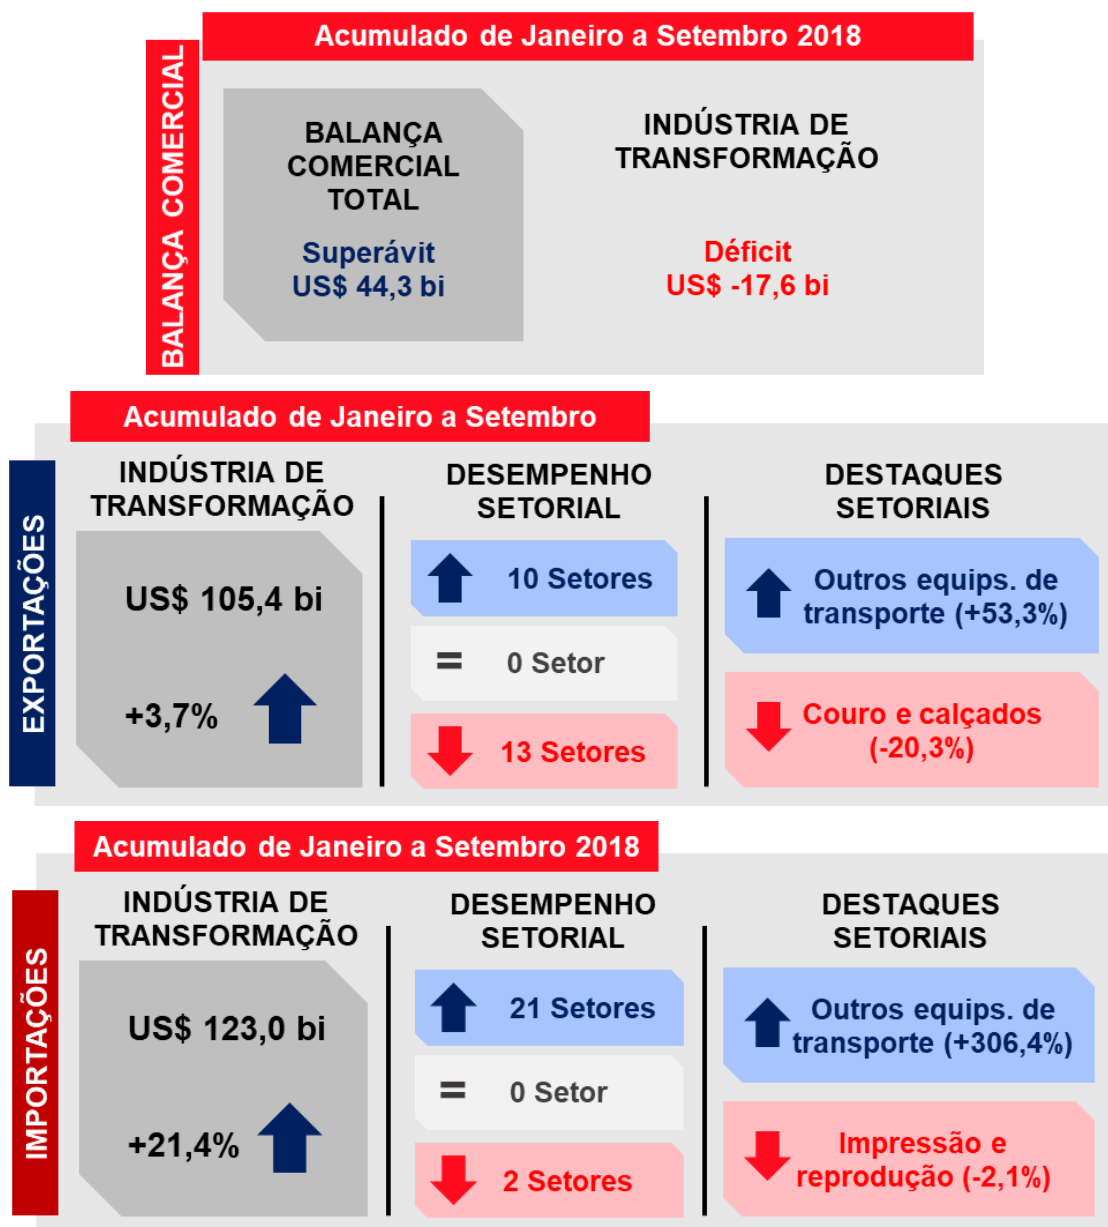 BALANÇA COMERCIAL
Acumulado de Janeiro a Setembro 2018
BALANÇA
COMERCIAL
TOTAL
Superávit
US$ 44,3 bi
INDÚSTRIA DE
TRANSFORMAÇÃO
Déficit
US$ -17,6 bi
EXPORTAÇÕES
Acumulado de Janeiro a Setembro
INDÚSTRIA DE
TRANSFORMAÇÃO
US$ 105,4 bi
+3,7%
DESEMPENHO
SETORIAL
10 Setores
= 0 Setor
13 Setores
DESTAQUES
SETORIAIS
Outros equips. de
transporte (+53,3%)
Couro e calçados
(-20,3%)
IMPORTAÇÕES
Acumulado de Janeiro a Setembro 2018
INDÚSTRIA DE
TRANSFORMAÇÃO
US$ 123,0 bi
+21,4%
DESEMPENHO
SETORIAL
21 Setores
= 0 Setor
2 Setores
DESTAQUES
SETORIAIS
Outros equips. de
transporte (+306,4%)
Impressão e
reprodução (-2,1%)